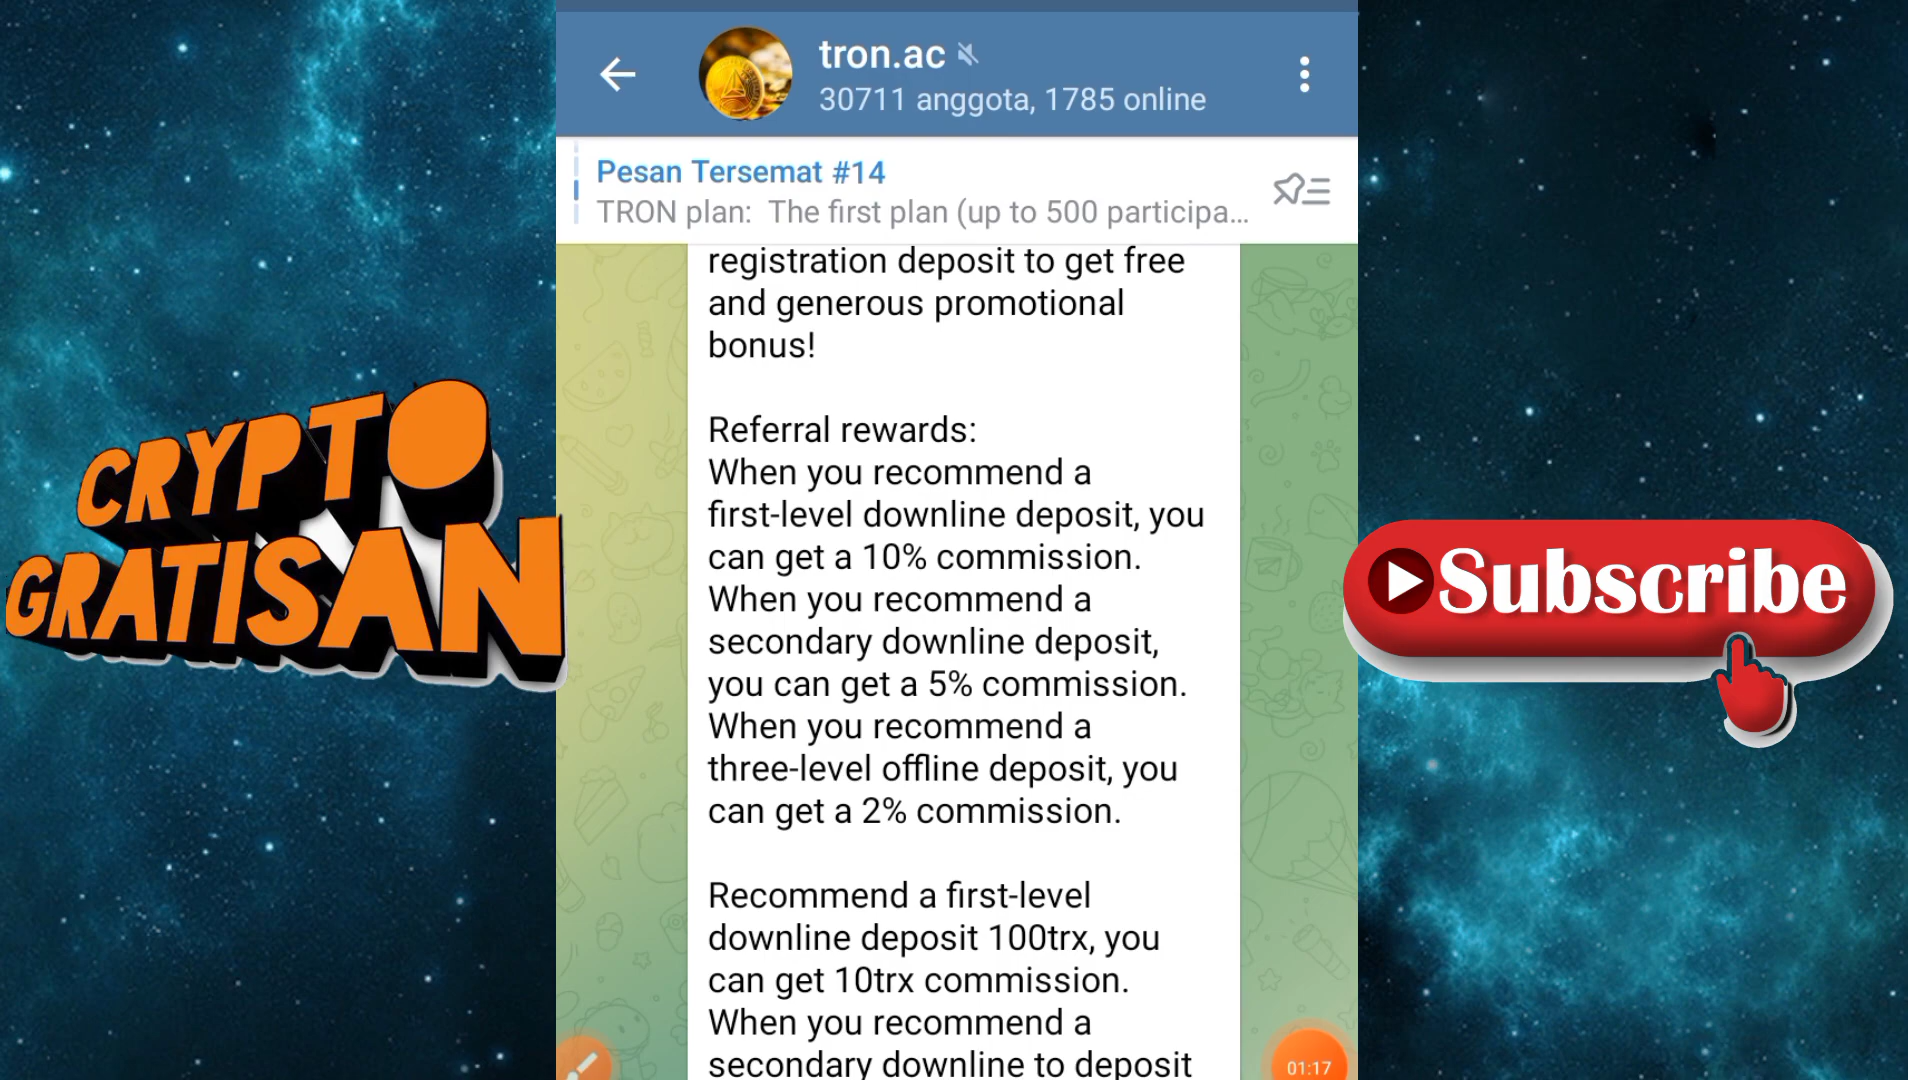 tron.ac
30711 anggota, 1785 online
Pesan Tersemat #14
TRON plan: The first plan (up to 500 participa...
registration deposit to get free
and generous promotional
bonus!
Referral rewards:
When you recommend a
first-level downline deposit, you
can get a 10% commission.
When you recommend a
secondary downline deposit,
you can get a 5% commission.
When you recommend a
three-level offline deposit, you
can get a 2% commission.
Recommend a first-level
downline deposit 100trx, you
can get 10trx commission.
When you recommend a
secondary downline to deposit
01:17
CRYPTO
GRATISAN
Subscribe